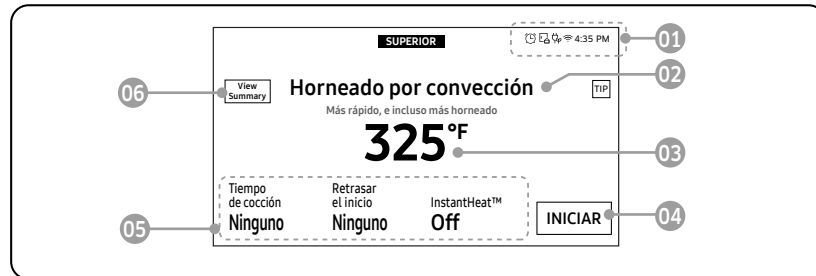 SUPERIOR
4:35 PM
01
02
06
View
Summary
Horneado por convección
TIP
Más rápido, e incluso más horneado
325°F
03
Tiempo
de cocción
Ninguno
Retrasar
el inicio
Ninguno
InstantHeat™
Off
INICIAR
04
05